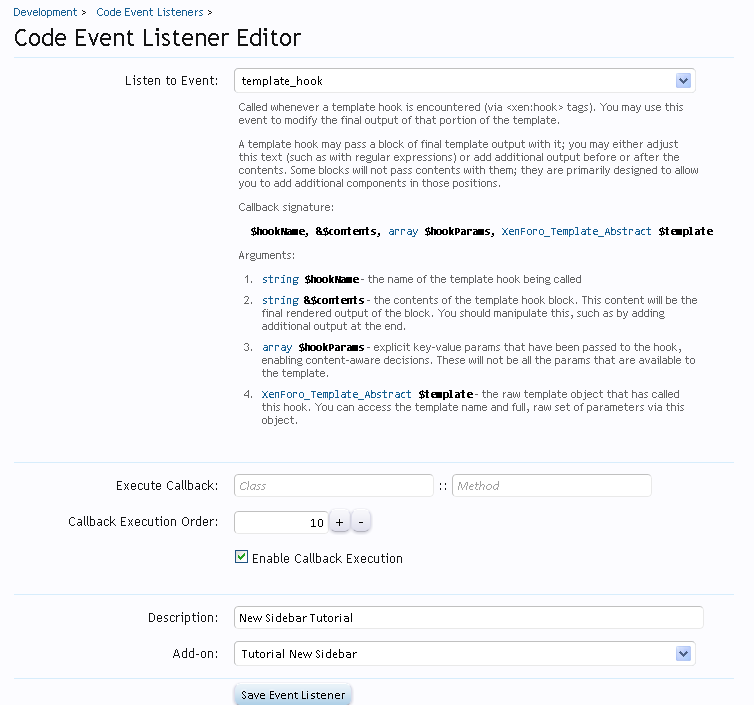 Development > Code Event Listeners >
Code Event Listener Editor
Listen to Event: template_hook
Called whenever a template hook is encountered (via <xen:hook> tags). You may use this
event to modify the final output of that portion of the template.
A template hook may pass a block of final template output with it; you may either adjust
this text (such as with regular expressions) or add additional output before or after the
contents. Some blocks will not pass contents with them; they are primarily designed to allow
you to add additional components in those positions.
Callback signature:
$hookName, &$contents, array $hookParams, XenForo_Template_Abstract $template
Arguments:
1. string $hookName - the name of the template hook being called
2. string &$contents - the contents of the template hook block. This content will be the
final rendered output of the block. You should manipulate this, such as by adding
additional output at the end.
3. array $hookParams - explicit key-value params that have been passed to the hook,
enabling content-aware decisions. These will not be all the params that are available to
the template.
4. XenForo_Template_Abstract $template - the raw template object that has called
this hook. You can access the template name and full, raw set of parameters via this
object.
Execute Callback: Class :: Method
Callback Execution Order: 10 + -
Enable Callback Execution
Description: New Sidebar Tutorial
Add-on: Tutorial New Sidebar
Save Event Listener